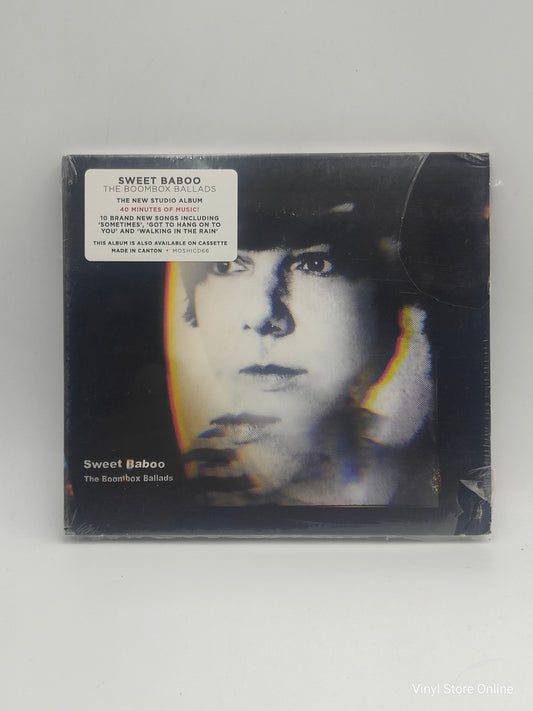 SWEET BABOO
THE BOOMBOX BALLADS
THE NEW STUDIO ALBUM
40 MINUTES OF MUSIC!
10 BRAND NEW SONGS INCLUDING
'SOMETIMES', 'GOT TO HANG ON TO
YOU' AND 'WALKING IN THE RAIN'
THIS ALBUM IS ALSO AVAILABLE ON CASSETTE
MADE IN CANTON • MOSHICD66
Sweet Baboo
The Boombox Ballads
Vinyl Store Online